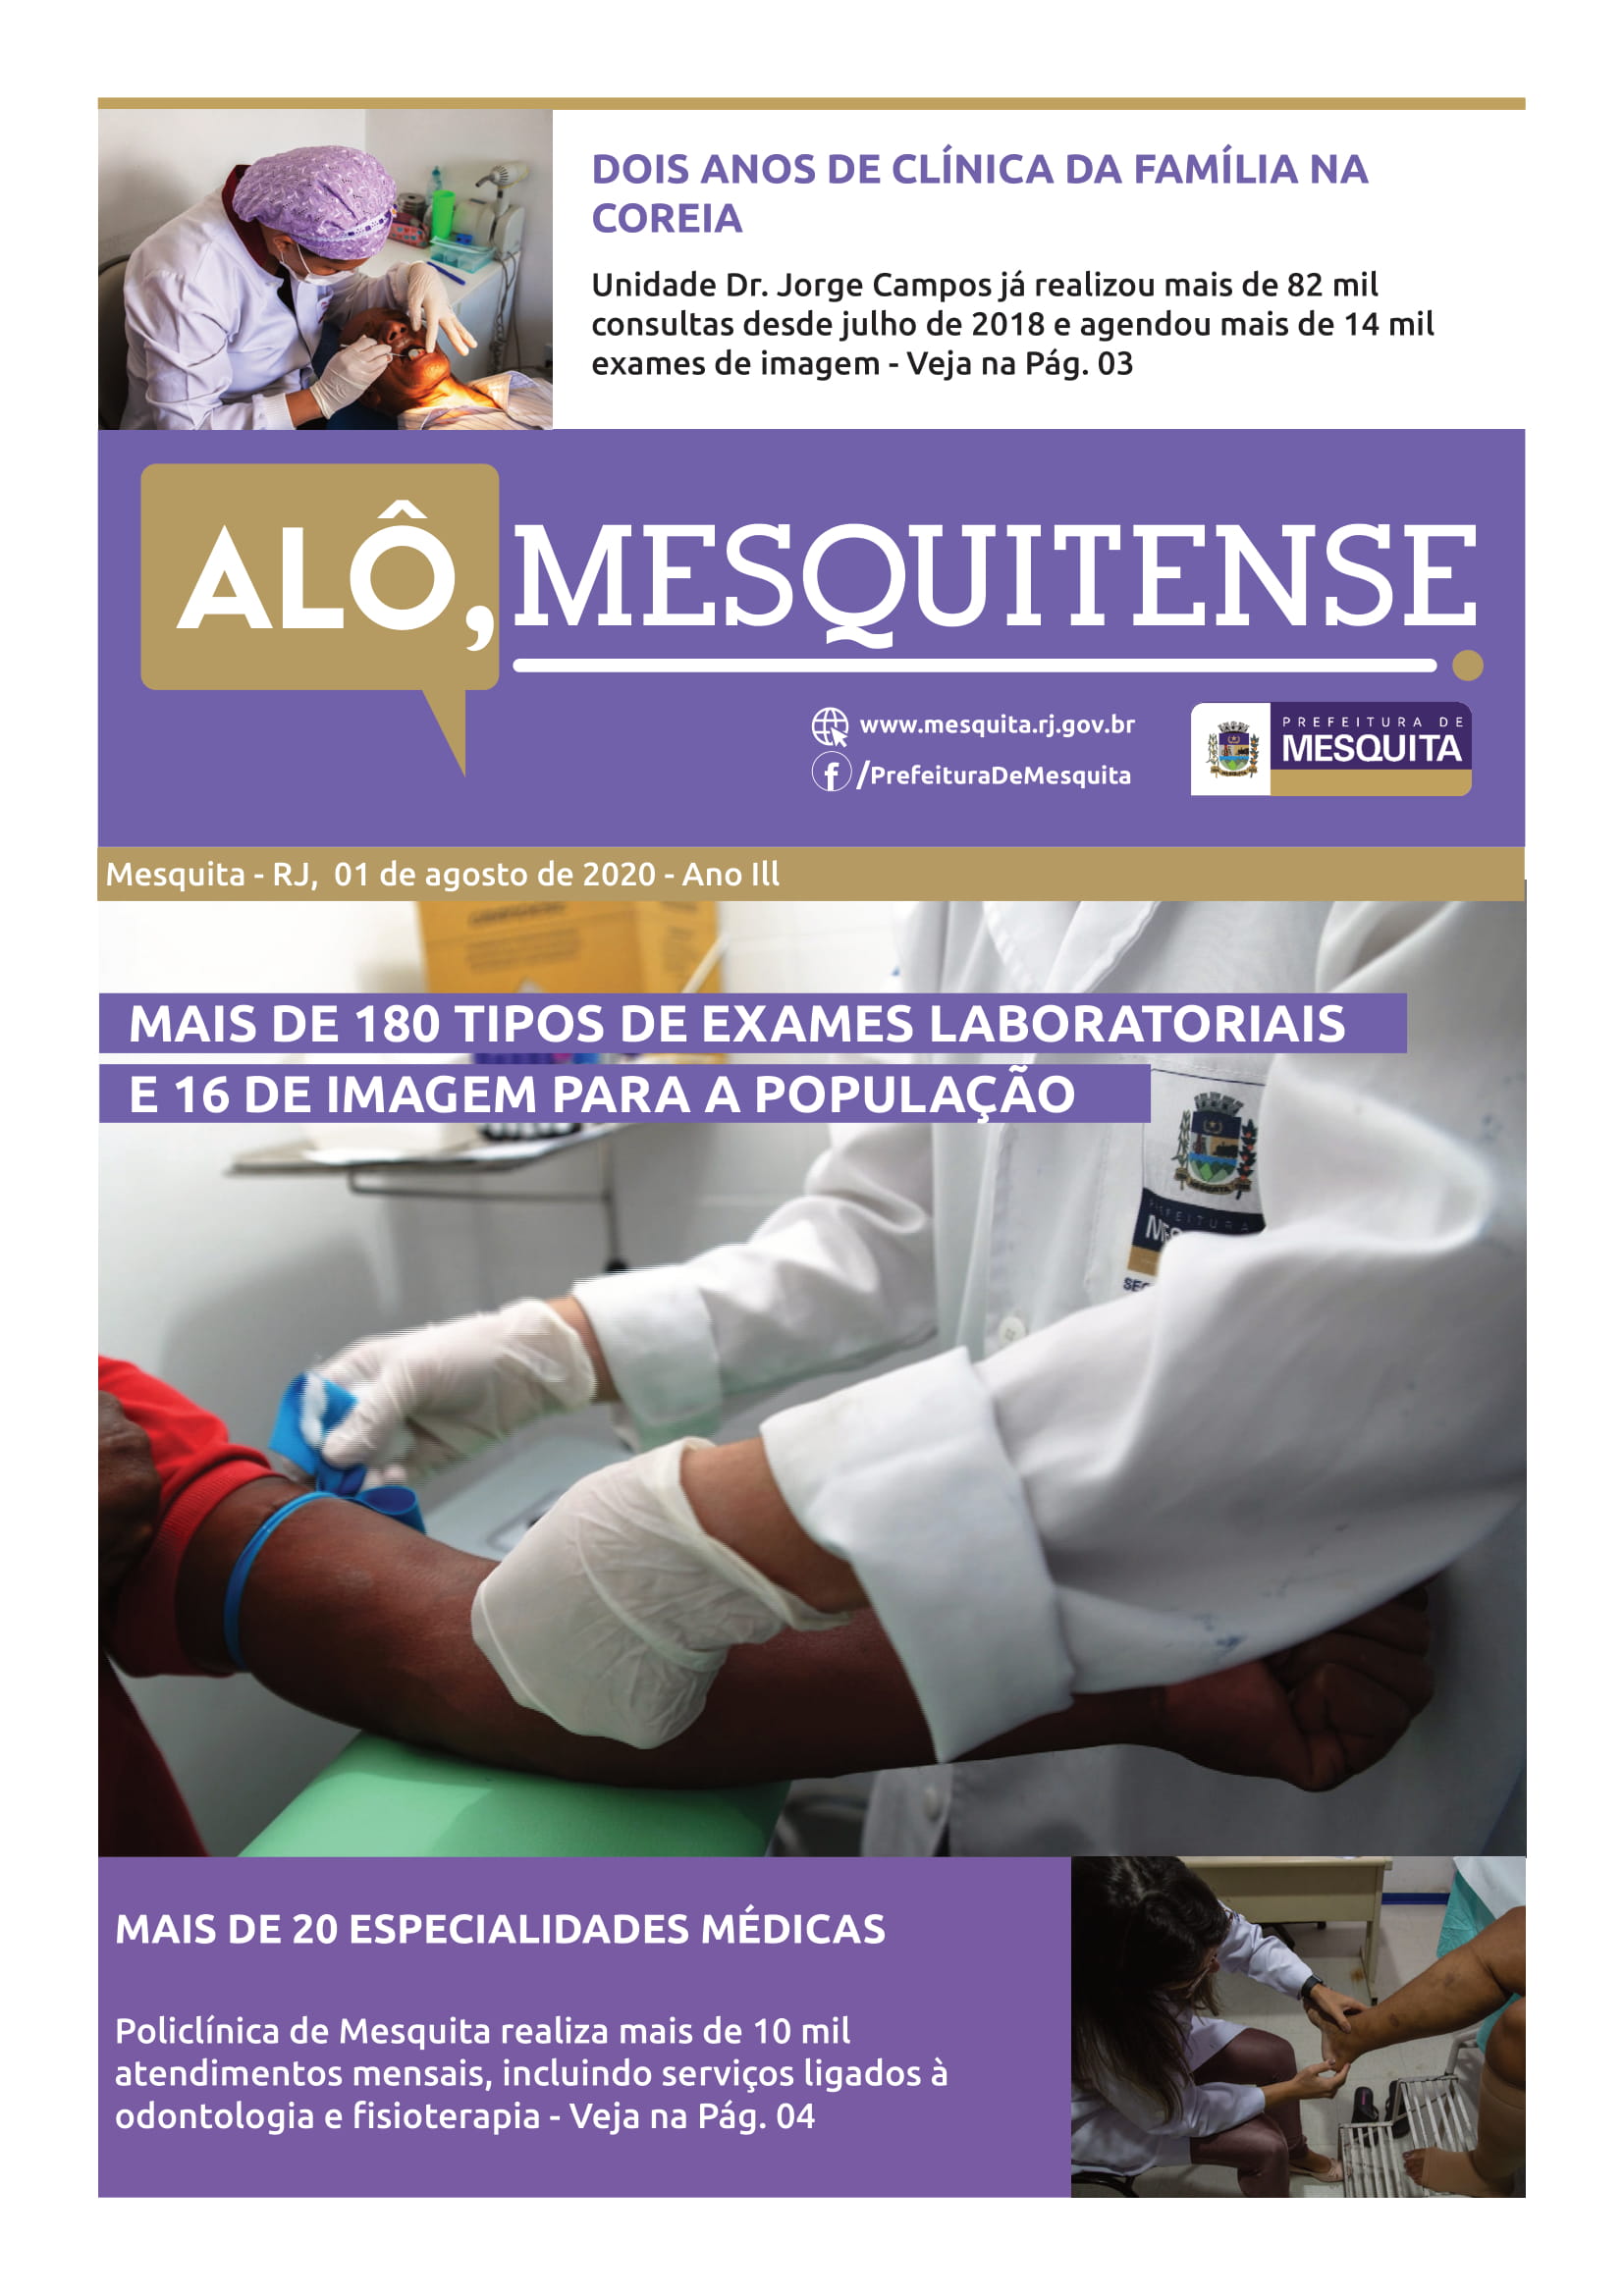 DOIS ANOS DE CLÍNICA DA FAMÍLIA NA
COREIA
Unidade Dr. Jorge Campos já realizou mais de 82 mil
consultas desde julho de 2018 e agendou mais de 14 mil
exames de imagem - Veja na Pág. 03
ALÔ, MESQUITENSE
www.mesquita.rj.gov.br
/PrefeituraDeMesquita
PREFEITURA DE
MESQUITA
Mesquita - RJ, 01 de agosto de 2020 - Ano Ill
MAIS DE 180 TIPOS DE EXAMES LABORATORIAIS
E 16 DE IMAGEM PARA A POPULAÇÃO
MESQUITA
PREFEITURA
MAIS DE 20 ESPECIALIDADES MÉDICAS
Policlínica de Mesquita realiza mais de 10 mil
atendimentos mensais, incluindo serviços ligados à
odontologia e fisioterapia - Veja na Pág. 04